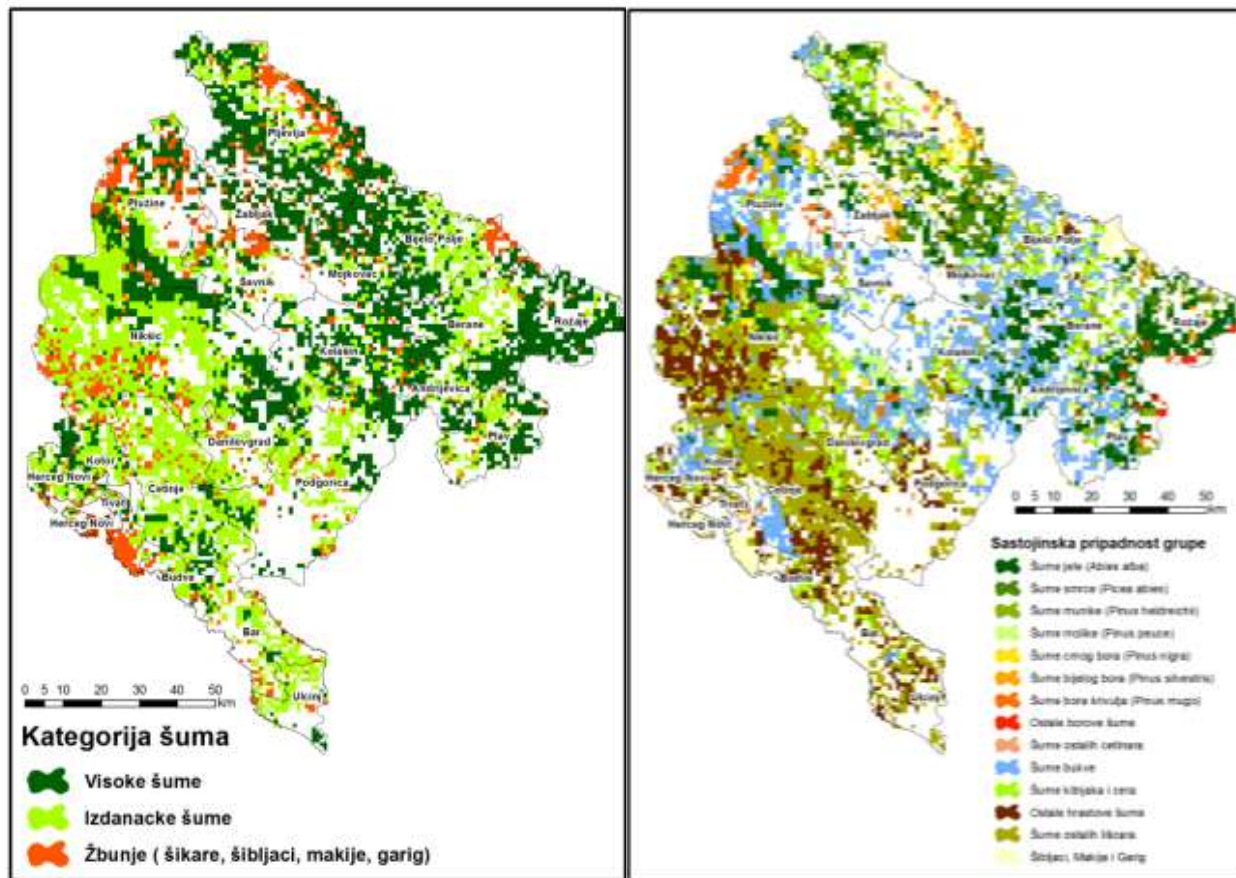 Pljevlja
Plužine
Žabljak
Bijelo Polje
Mojkovac
Šavnik
Berane
Rožaje
Nikšić
Kolašin
Andrijevica
Plav
Danilovgrad
Kotor
Herceg Novi
Podgorica
Cetinje
Tivat
Herceg Novi
Budva
Bar
Ulcinj
0 5 10 20 30 40 50
km
Kategorija šuma
Visoke šume
Izdanacke šume
Žbunje ( šikare, šibljaci, makije, garig)
Pljevlja
Plužine
Žabljak
Bijelo Polje
Mojkovac
Šavnik
Berane
Rožaje
Nikšić
Kolašin
Andrijevica
Plav
Danilovgrad
Herceg Novi
Podgorica
Cetinje
Tivat
Herceg Novi
Budva
Bar
Ulcinj
0 5 10 20 30 40 50
km
Sastojinska pripadnost grupe
Šume jele (Abies alba)
Šume smrce (Picea abies)
Šume munike (Pinus heldreichii)
Šume molike (Pinus peuce)
Šume crnog bora (Pinus nigra)
Šume bijelog bora (Pinus silvestris)
Šume bora krivulja (Pinus mugo)
Ostale borove šume
Šume ostalih cetinara
Šume bukve
Šume kitnjaka i cera
Ostale hrastove šume
Šume ostalih lišcara
Šibljaci, Makije i Garig